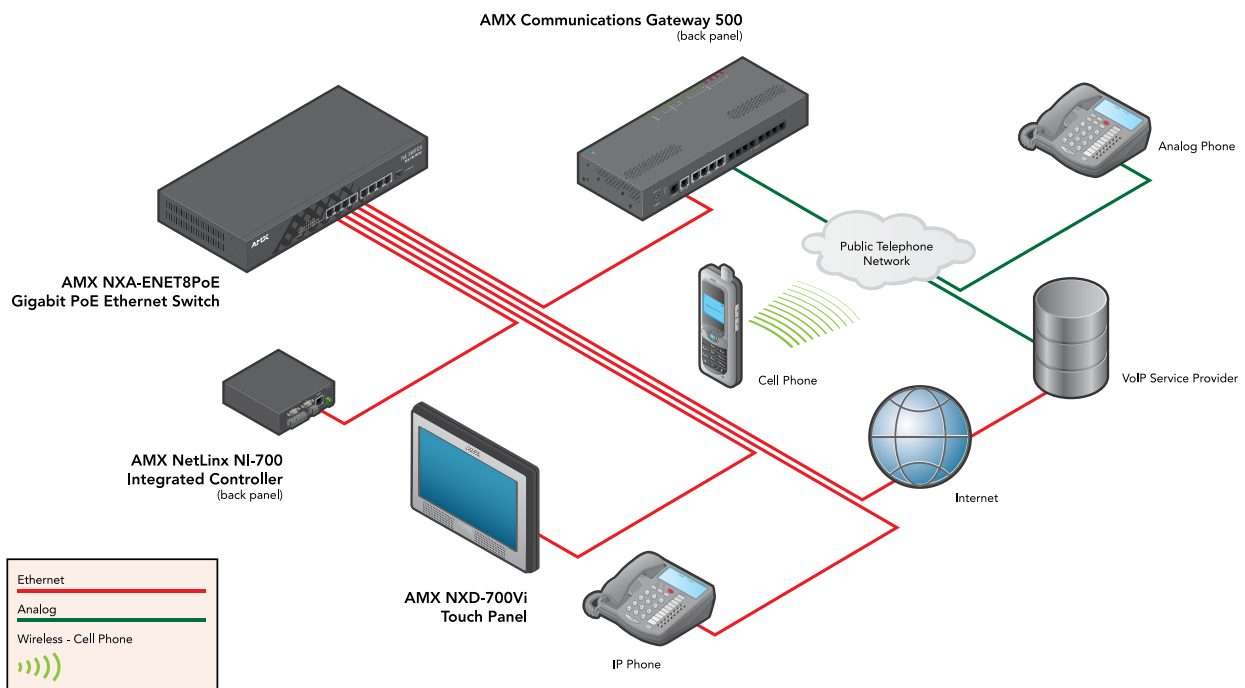 AMX Communications Gateway 500
(back panel)
Analog Phone
Public Telephone
Network
AMX
AMX NXA-ENET8PoE
Gigabit PoE Ethernet Switch
Cell Phone
VoIP Service Provider
AMX NetLinx NI-700
Integrated Controller
(back panel)
Internet
AMX NXD-700Vi
Touch Panel
IP Phone
Ethernet
Analog
Wireless - Cell Phone